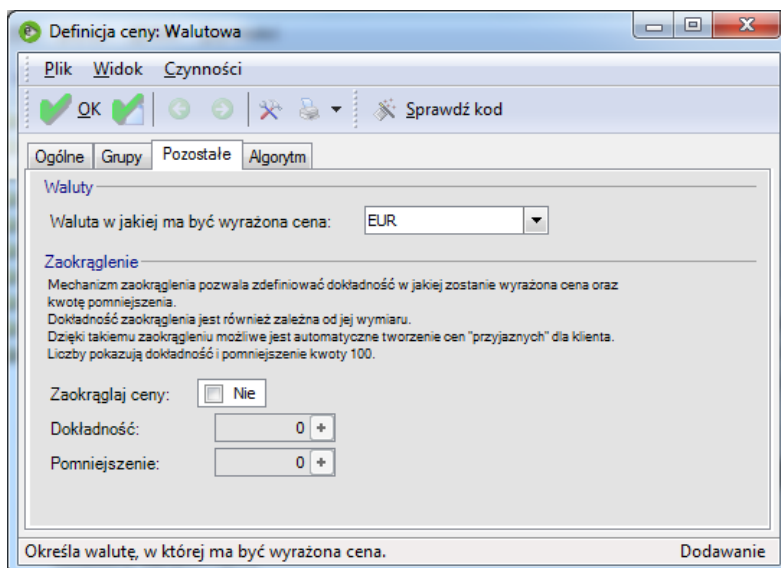 Definicja ceny: Walutowa
Plik Widok Czynności
OK Sprawdź kod
Ogólne Grupy Pozostałe Algorytm
Waluty
Waluta w jakiej ma być wyrażona cena: EUR
Zaokrąglenie
Mechanizm zaokrąglenia pozwala zdefiniować dokładność w jakiej zostanie wyrażona cena oraz
kwotę pomniejszenia.
Dokładność zaokrąglenia jest również zależna od jej wymiaru.
Dzięki takiemu zaokrągleniu możliwe jest automatyczne tworzenie cen "przyjaznych" dla klienta.
Liczby pokazują dokładność i pomniejszenie kwoty 100.
Zaokrąglaj ceny: Nie
Dokładność: 0 +
Pomniejszenie: 0 +
Określa walutę, w której ma być wyrażona cena. Dodawanie